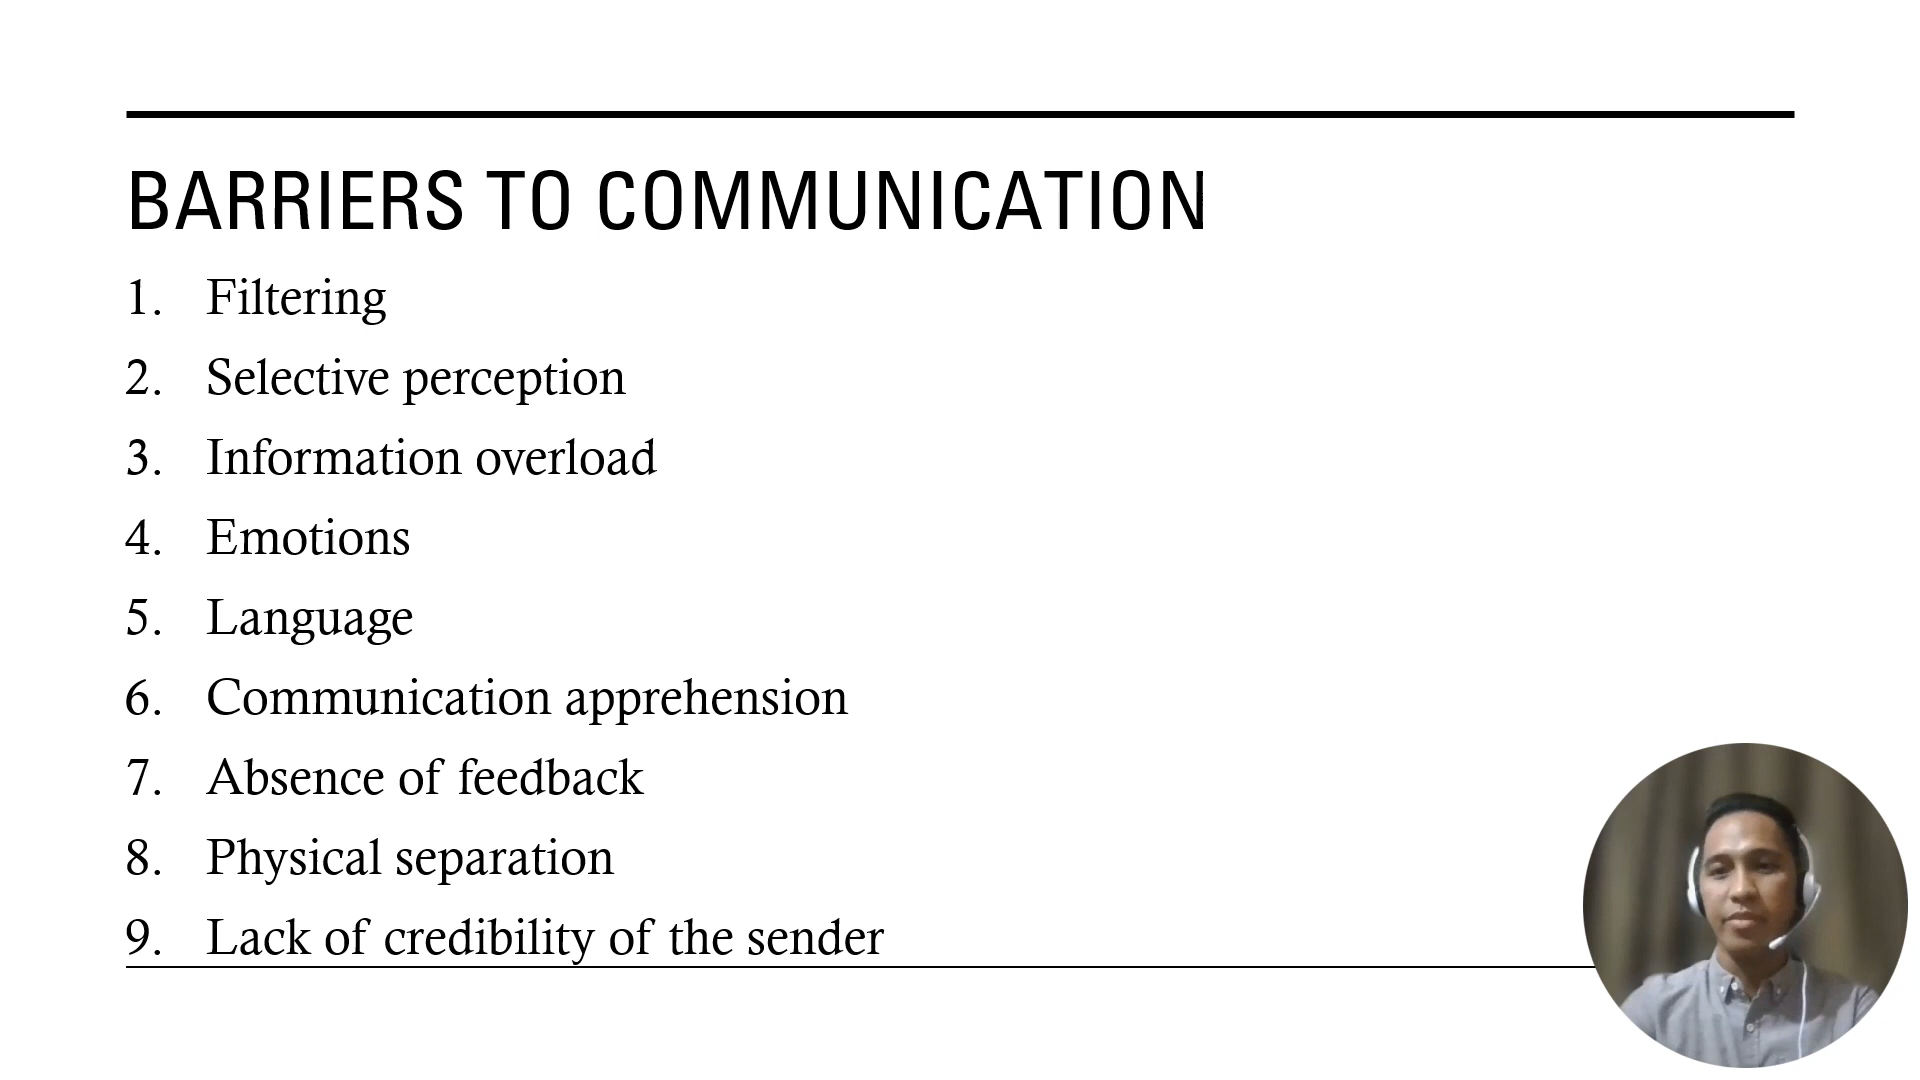 BARRIERS TO COMMUNICATION
1. Filtering
2. Selective perception
3. Information overload
4. Emotions
5. Language
6. Communication apprehension
7. Absence of feedback
8. Physical separation
9. Lack of credibility of the sender